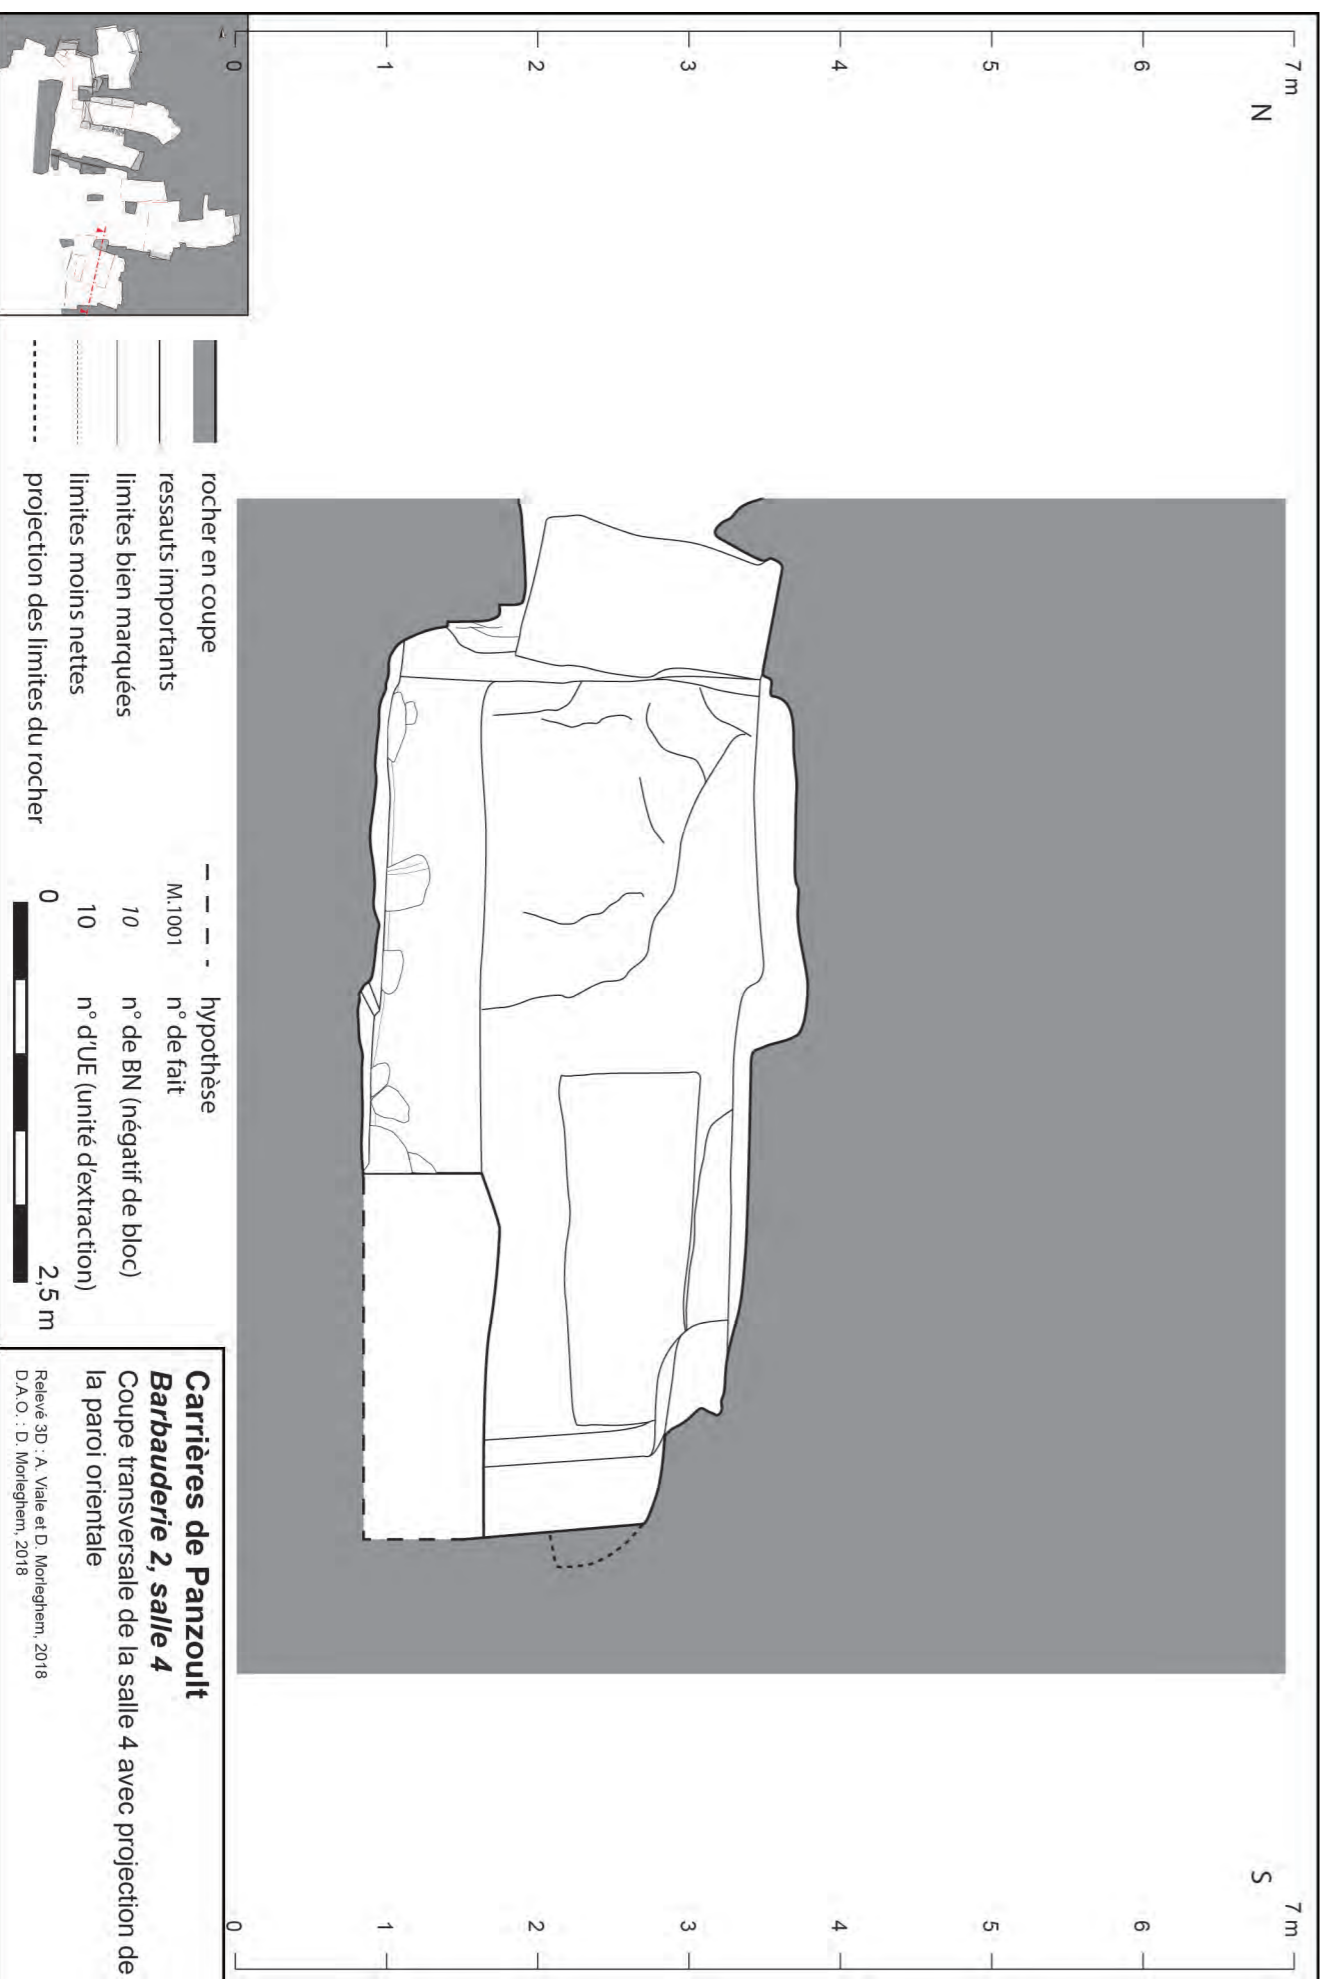 N
S
7 m
6
5
4
3
2
1
0
7 m
6
5
4
3
2
1
0
rocher en coupe
ressauts importants
limites bien marquées
limites moins nettes
projection des limites du rocher
hypothèse
M.1001 n° de fait
10 n° de BN (négatif de bloc)
10 n° d'UE (unité d'extraction)
0 2,5 m
Carrières de Panzoult
Barbauderie 2, salle 4
Coupe transversale de la salle 4 avec projection de
la paroi orientale
Relevé 3D : A. Viale et D. Morleghem, 2018
D.A.O. : D. Morleghem, 2018